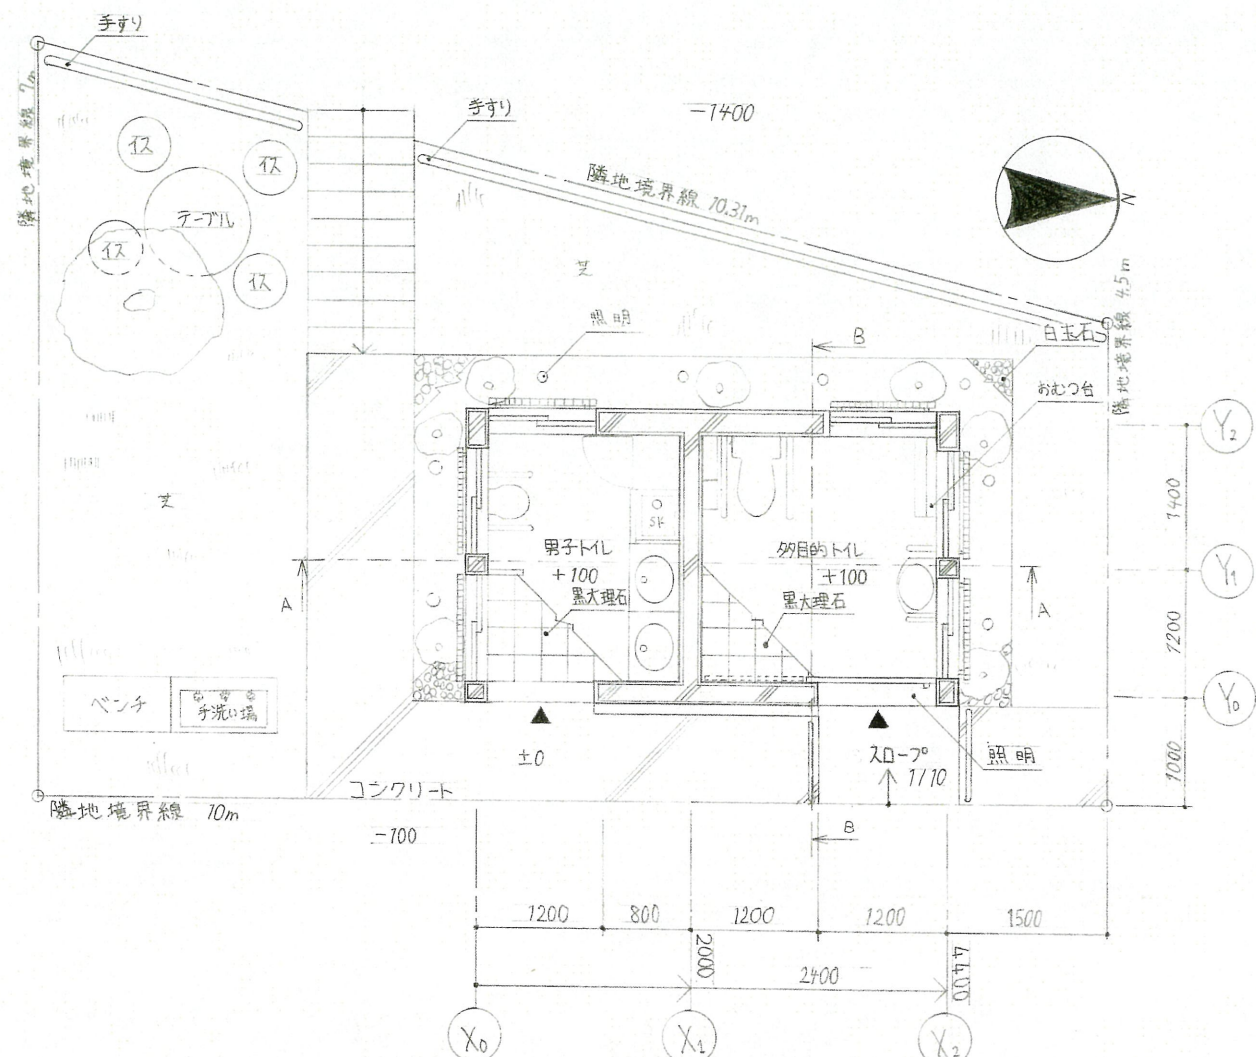 手すり
隣地境界線 7m
イス
イス
テーブル
イス
イス
手すり
-1400
隣地境界線 10.31m
N
隣地境界線 4.5m
芝
照明
B
白玉石
おむつ台
芝
SK
男子トイレ
+100
黒大理石
多目的トイレ
+100
黒大理石
A
A
Y2
1400
Y1
1200
Y0
1000
ベンチ
手洗い場
±0
スロープ
1/10
照明
コンクリート
隣地境界線 10m
-100
B
1200
800
1200
1200
1500
2000
2400
4400
X0
X1
X2